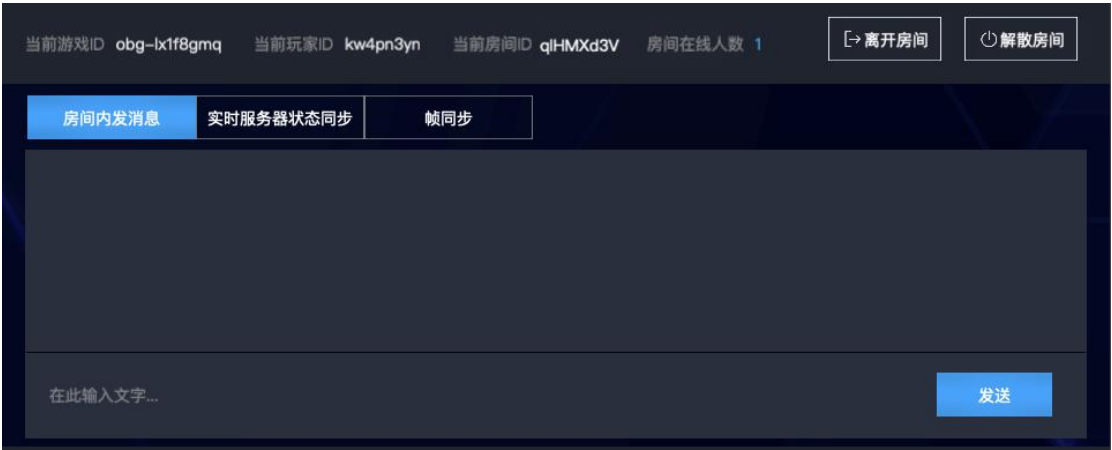 当前游戏ID obg-lx1f8gmq 当前玩家ID kw4pn3yn 当前房间ID qlHMXd3V 房间在线人数 1 离开房间 解散房间
房间内发消息 实时服务器状态同步 帧同步
在此输入文字... 发送